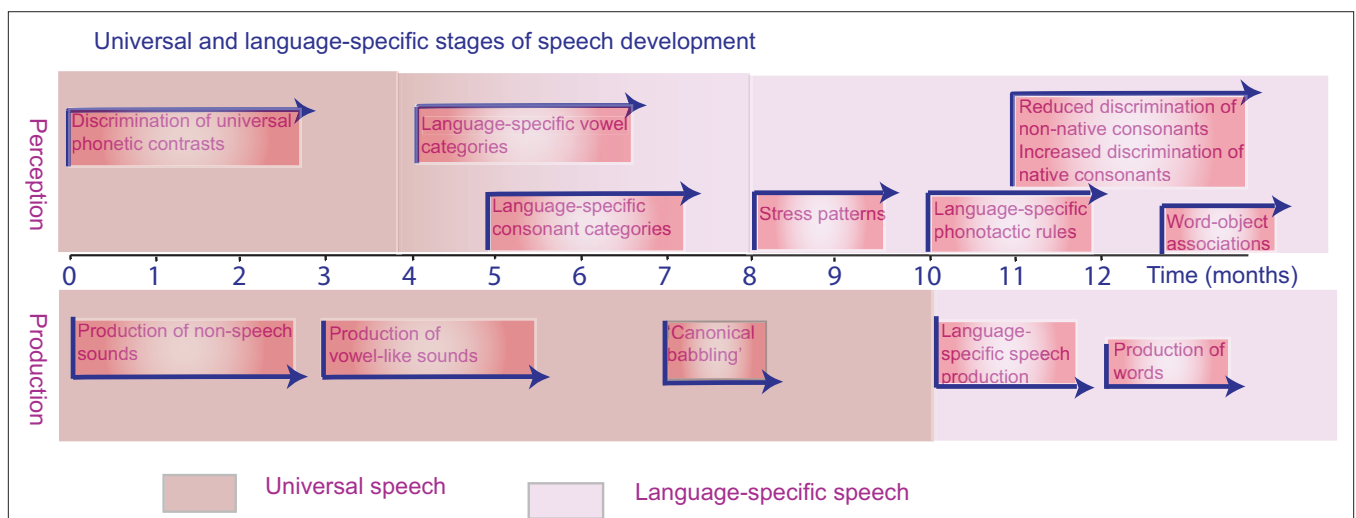 Universal and language-specific stages of speech development
Perception
Discrimination of universal
phonetic contrasts
Language-specific vowel
categories
Language-specific
consonant categories
Stress patterns
Language-specific
phonotactic rules
Reduced discrimination of
non-native consonants
Increased discrimination of
native consonants
Word-object
associations
0 1 2 3 4 5 6 7 8 9 10 11 12 Time (months)
Production
Production of non-speech
sounds
Production of
vowel-like sounds
'Canonical
babbling'
Language-
specific speech
production
Production of
words
Universal speech
Language-specific speech